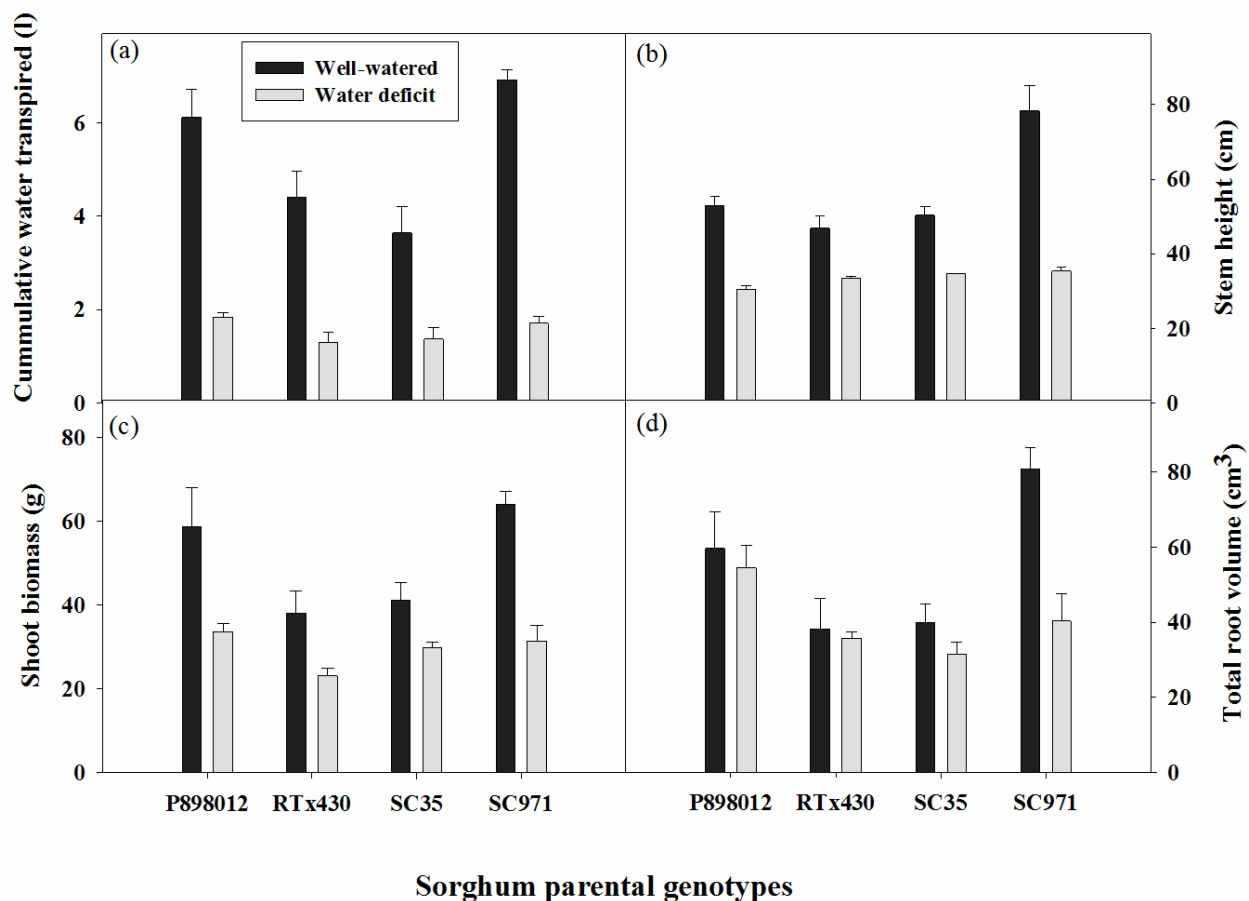 (a)
(b)
Well-watered
Water deficit
Cummulative water transpired (l)
6
4
2
0
80
60
40
20
0
Stem height (cm)
(c)
(d)
Shoot biomass (g)
80
60
40
20
0
80
60
40
20
0
Total root volume (cm³)
P898012 RTx430 SC35 SC971
P898012 RTx430 SC35 SC971
Sorghum parental genotypes